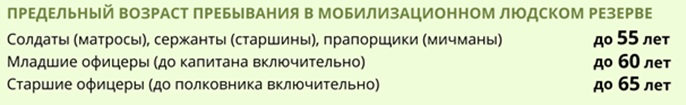 ПРЕДЕЛЬНЫЙ ВОЗРАСТ ПРЕБЫВАНИЯ В МОБИЛИЗАЦИОННОМ ЛЮДСКОМ РЕЗЕРВЕ
Солдаты (матросы), сержанты (старшины), прапорщики (мичманы) до 55 лет
Младшие офицеры (до капитана включительно) до 60 лет
Старшие офицеры (до полковника включительно) до 65 лет